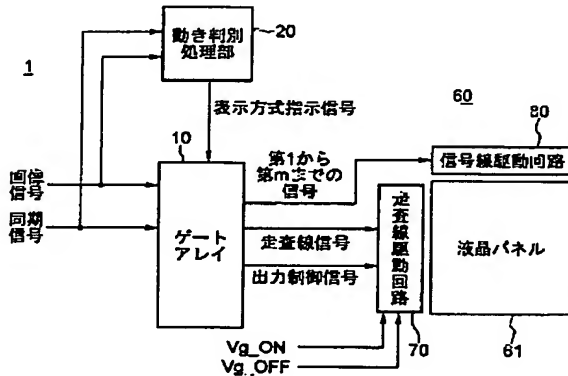 1
動き判別
処理部
20
表示方式指示信号
60
80
10
第1から
第mまでの
信号
信号線駆動回路
画像
信号
同期
信号
ゲート
アレイ
走査線信号
出力制御信号
走査線駆動回路
液晶パネル
Vg_ON
Vg_OFF
70
61